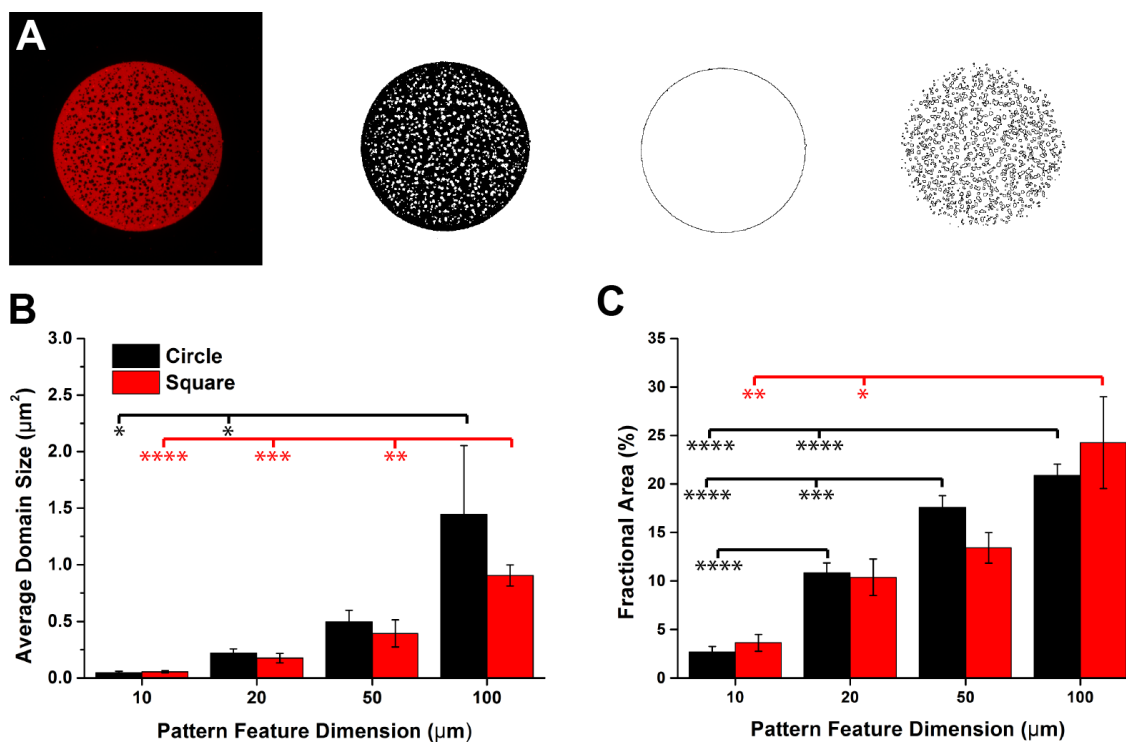 A
B
3.0
2.5
2.0
1.5
1.0
0.5
0.0
Average Domain Size (µm²)
Circle
Square
* *
**** *** **
10 20 50 100
Pattern Feature Dimension (µm)
C
35
30
25
20
15
10
5
0
Fractional Area (%)
** *
**** ****
**** ***
****
10 20 50 100
Pattern Feature Dimension (µm)